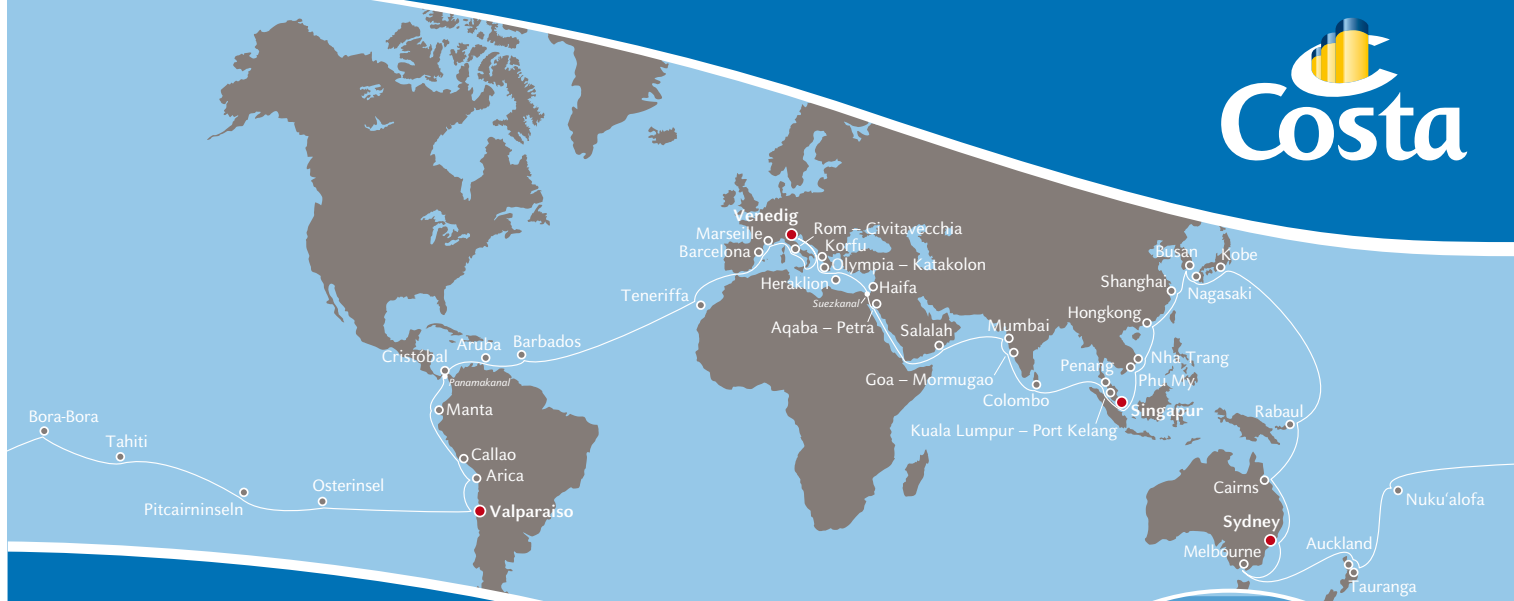 Costa
Venedig
Rom – Civitavecchia
Marseille
Korfu
Barcelona
Olympia – Katakolon
Heraklion
Haifa
Suezkanal
Teneriffa
Aqaba – Petra
Salalah
Mumbai
Goa – Mormugao
Colombo
Busan
Kobe
Shanghai
Nagasaki
Hongkong
Nha Trang
Penang
Phu My
Singapur
Kuala Lumpur – Port Kelang
Rabaul
Aruba
Barbados
Cristóbal
Panamakanal
Manta
Bora-Bora
Tahiti
Callao
Arica
Osterinsel
Pitcairninseln
Valparaiso
Cairns
Nuku‘alofa
Sydney
Auckland
Melbourne
Tauranga